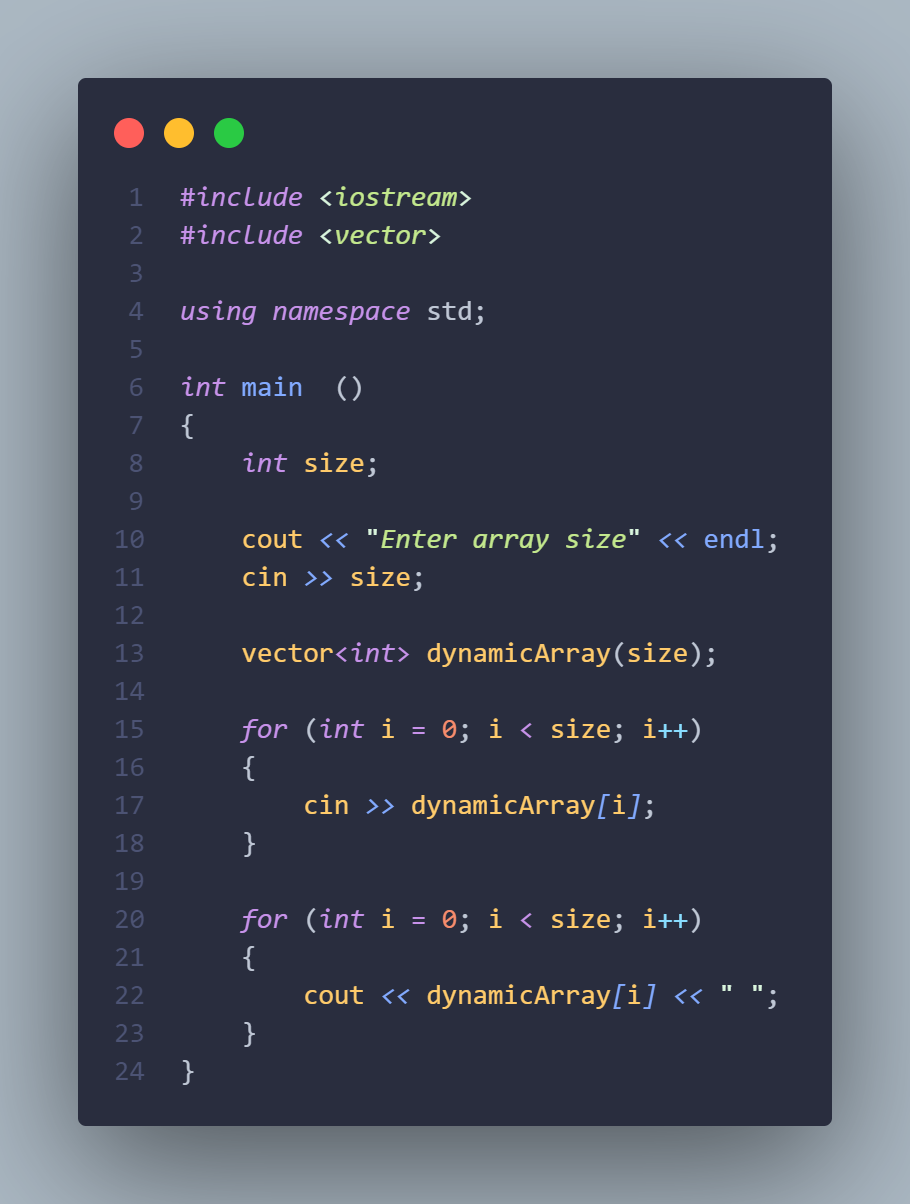 1 #include <iostream>
2 #include <vector>
3
4 using namespace std;
5
6 int main  ()
7 {
8     int size;
9
10     cout << "Enter array size" << endl;
11     cin >> size;
12
13     vector<int> dynamicArray(size);
14
15     for (int i = 0; i < size; i++)
16     {
17         cin >> dynamicArray[i];
18     }
19
20     for (int i = 0; i < size; i++)
21     {
22         cout << dynamicArray[i] << " ";
23     }
24 }